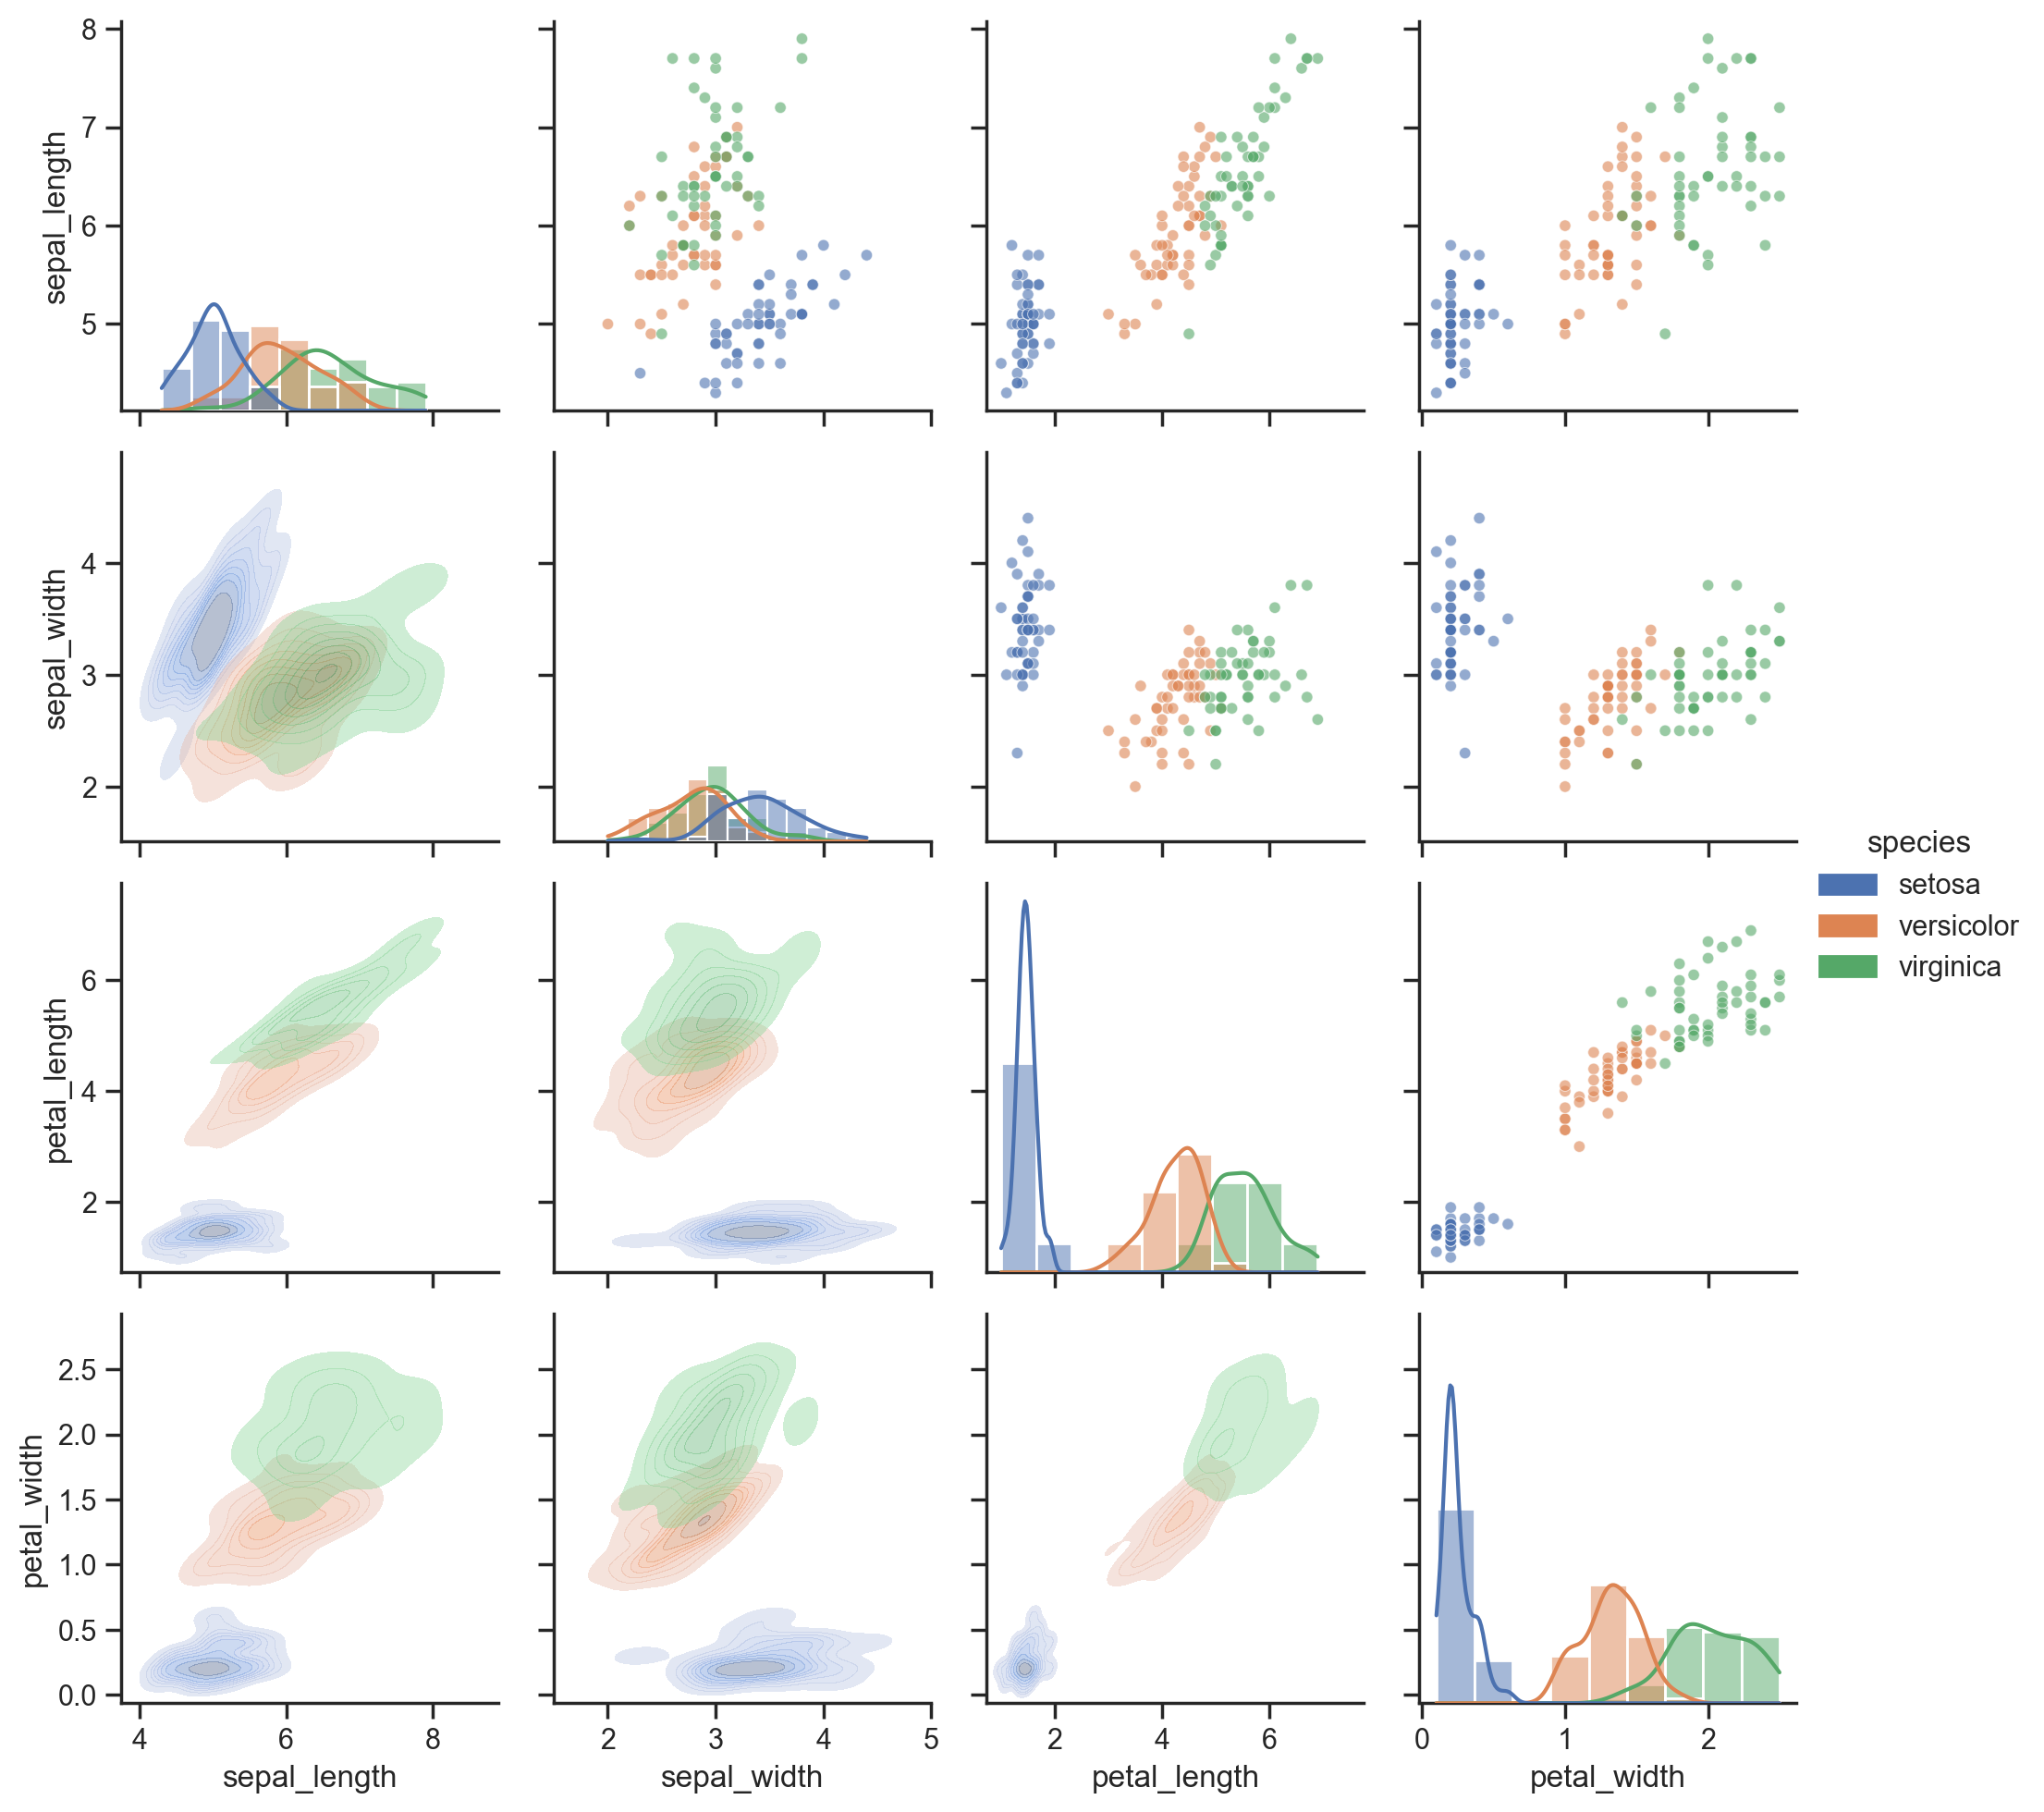 8
7
6
5
sepal_length
4
3
2
sepal_width
species
setosa
versicolor
virginica
6
4
2
petal_length
2.5
2.0
1.5
1.0
0.5
0.0
petal_width
4 6 8 2 3 4 5 2 4 6 0 1 2
sepal_length sepal_width petal_length petal_width